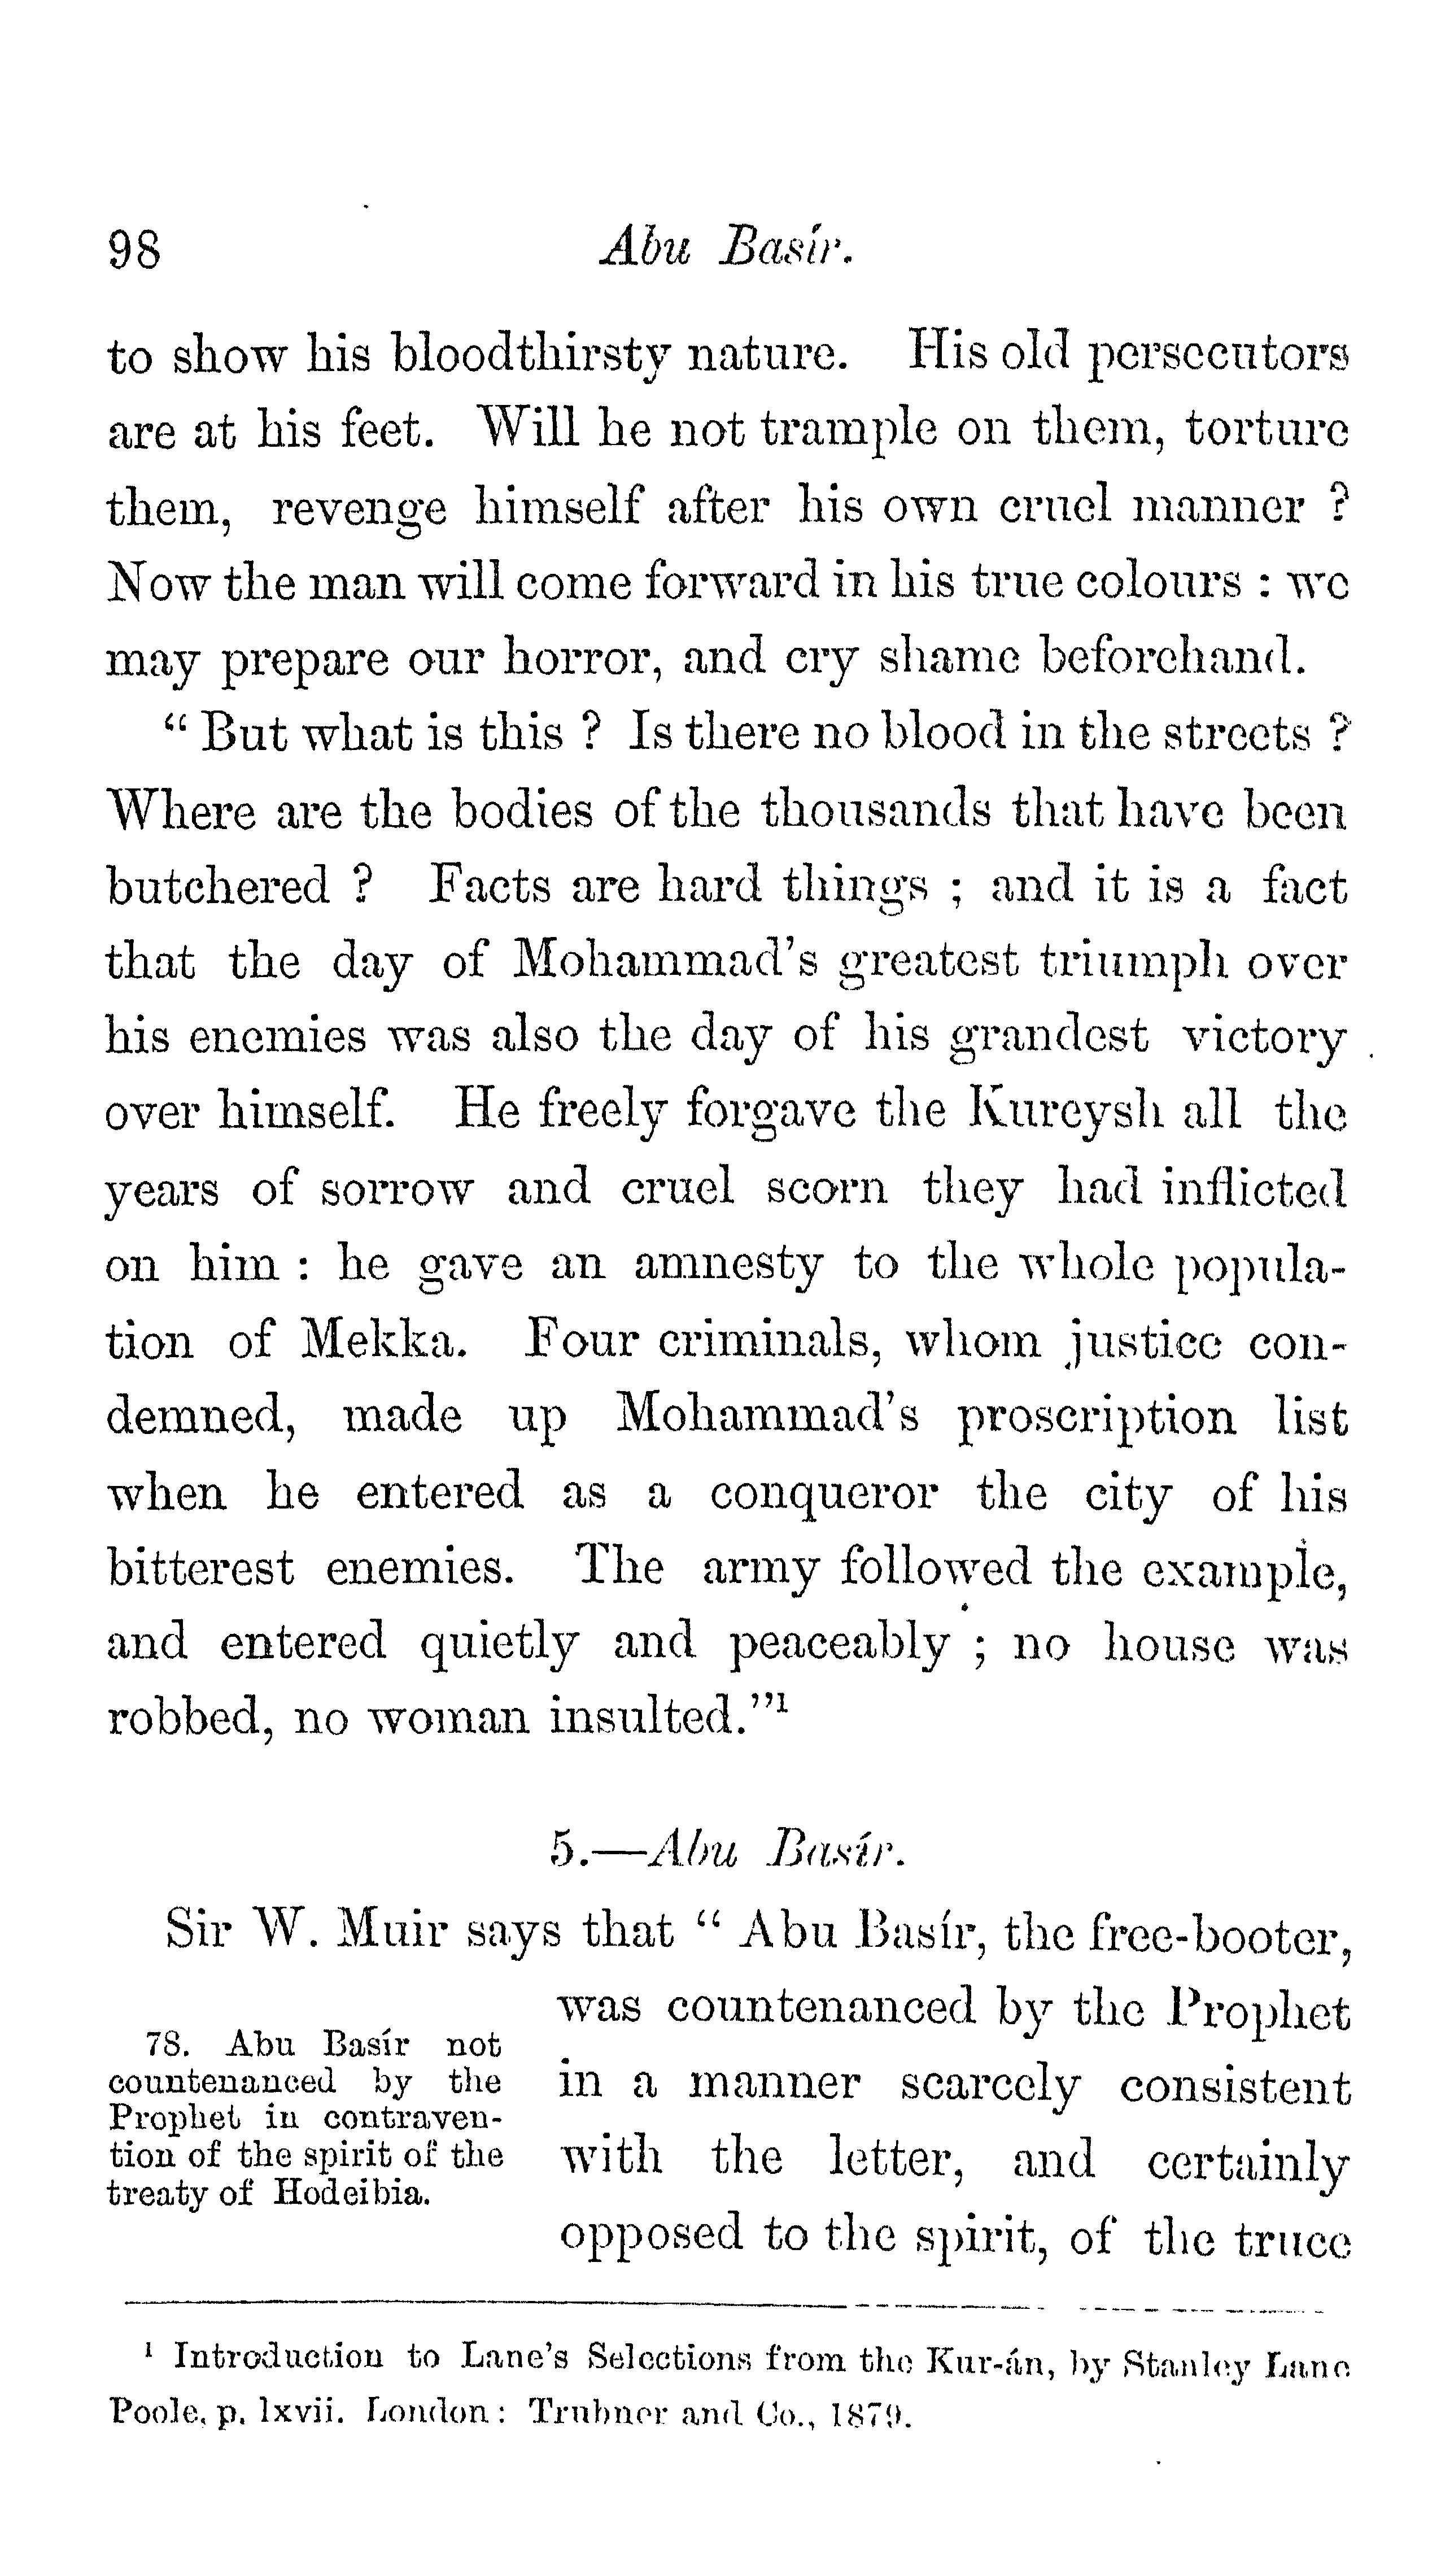 98 Abu Basír.
to show his bloodthirsty nature. His old persecutors
are at his feet. Will he not trample on them, torture
them, revenge himself after his own cruel manner ?
Now the man will come forward in his true colours : we
may prepare our horror, and cry shame beforehand.
“ But what is this ? Is there no blood in the streets ?
Where are the bodies of the thousands that have been
butchered ? Facts are hard things ; and it is a fact
that the day of Mohammad’s greatest triumph over
his enemies was also the day of his grandest victory
over himself. He freely forgave the Kureysh all the
years of sorrow and cruel scorn they had inflicted
on him : he gave an amnesty to the whole popula-
tion of Mekka. Four criminals, whom justice con-
demned, made up Mohammad’s proscription list
when he entered as a conqueror the city of his
bitterest enemies. The army followed the example,
and entered quietly and peaceably ; no house was
robbed, no woman insulted.”¹
5.—Abu Basír.
Sir W. Muir says that “ Abu Basír, the free-booter,
78. Abu Basír not
countenanced by the
Prophet in contraven-
tion of the spirit of the
treaty of Hodeibia.
was countenanced by the Prophet
in a manner scarcely consistent
with the letter, and certainly
opposed to the spirit, of the truce
¹ Introduction to Lane’s Selections from the Kur-án, by Stanley Lane
Poole, p. lxvii. London : Trubner and Co., 1879.